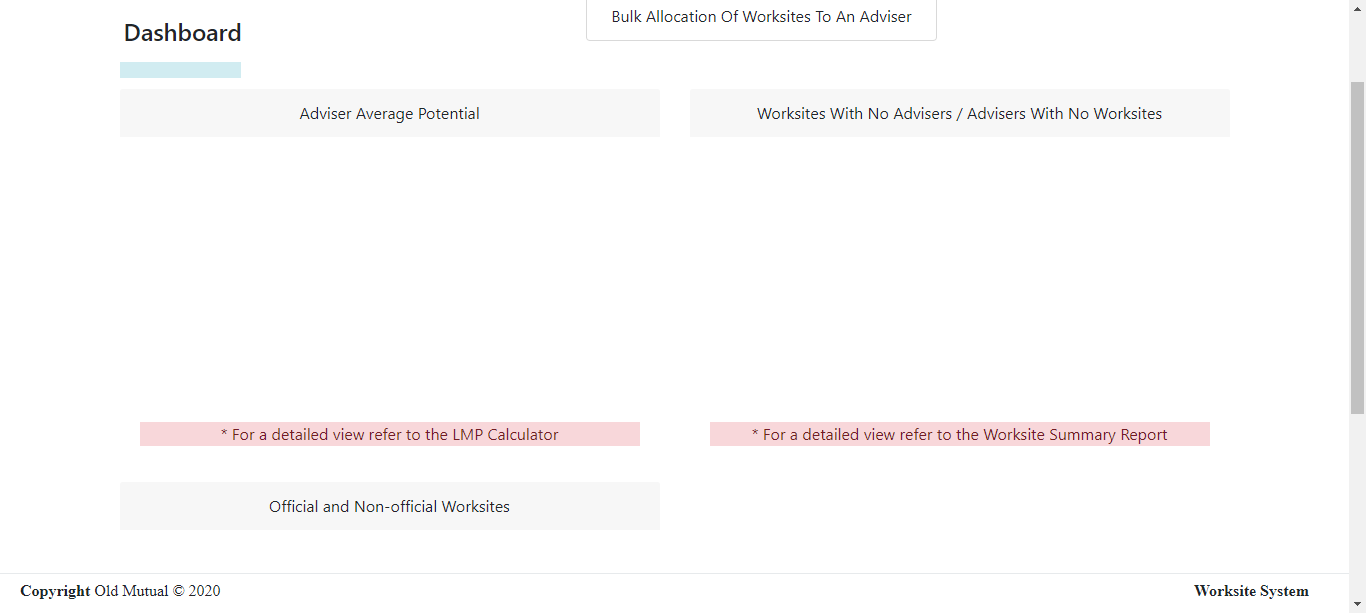 Bulk Allocation Of Worksites To An Adviser
Dashboard
Adviser Average Potential
Worksites With No Advisers / Advisers With No Worksites
* For a detailed view refer to the LMP Calculator
* For a detailed view refer to the Worksite Summary Report
Official and Non-official Worksites
Copyright Old Mutual © 2020
Worksite System